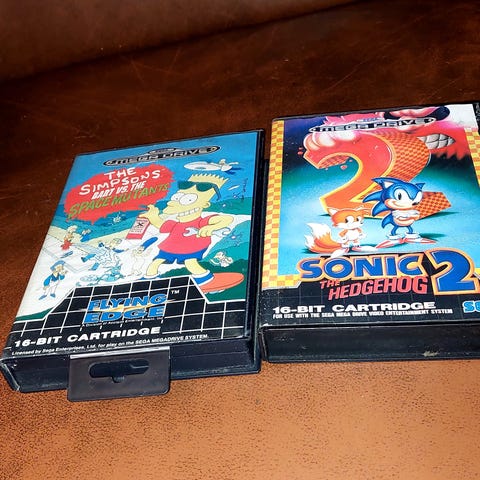 MEGA DRIVE
THE
SIMPSONS
BART VS. THE
SPACE MUTANTS
FLYING
EDGE
TM
16-BIT CARTRIDGE
Licensed by Sega Enterprises, Ltd. for play on the SEGA MEGADRIVE SYSTEM.
MEGA DRIVE
2
SONIC 2
THE
HEDGEHOG
16-BIT CARTRIDGE
FOR USE WITH THE SEGA MEGA DRIVE VIDEO ENTERTAINMENT SYSTEM